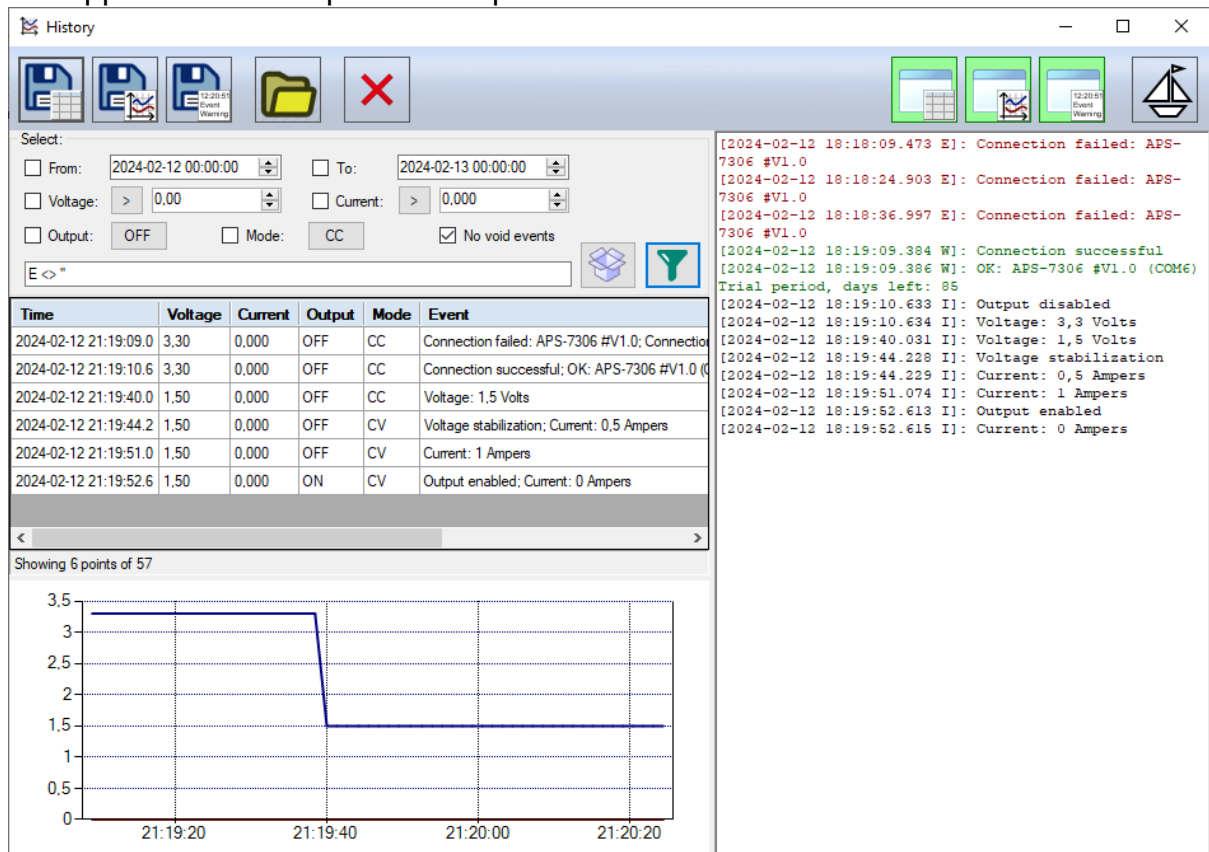 History
12:20:51
Event
Warning
12:20:51
Event
Warning
Select:
From: 2024-02-12 00:00:00 To: 2024-02-13 00:00:00
Voltage: > 0,00 Current: > 0,000
Output: OFF Mode: CC No void events
E <> "
Time Voltage Current Output Mode Event
2024-02-12 21:19:09.0 3,30 0,000 OFF CC Connection failed: APS-7306 #V1.0; Connection
2024-02-12 21:19:10.6 3,30 0,000 OFF CC Connection successful; OK: APS-7306 #V1.0 (
2024-02-12 21:19:40.0 1,50 0,000 OFF CC Voltage: 1,5 Volts
2024-02-12 21:19:44.2 1,50 0,000 OFF CV Voltage stabilization; Current: 0,5 Ampers
2024-02-12 21:19:51.0 1,50 0,000 OFF CV Current: 1 Ampers
2024-02-12 21:19:52.6 1,50 0,000 ON CV Output enabled; Current: 0 Ampers
Showing 6 points of 57
3,5
3
2,5
2
1,5
1
0,5
0
21:19:20 21:19:40 21:20:00 21:20:20
[2024-02-12 18:18:09.473 E]: Connection failed: APS-
7306 #V1.0
[2024-02-12 18:18:24.903 E]: Connection failed: APS-
7306 #V1.0
[2024-02-12 18:18:36.997 E]: Connection failed: APS-
7306 #V1.0
[2024-02-12 18:19:09.384 W]: Connection successful
[2024-02-12 18:19:09.386 W]: OK: APS-7306 #V1.0 (COM6)
Trial period, days left: 85
[2024-02-12 18:19:10.633 I]: Output disabled
[2024-02-12 18:19:10.634 I]: Voltage: 3,3 Volts
[2024-02-12 18:19:40.031 I]: Voltage: 1,5 Volts
[2024-02-12 18:19:44.228 I]: Voltage stabilization
[2024-02-12 18:19:44.229 I]: Current: 0,5 Ampers
[2024-02-12 18:19:51.074 I]: Current: 1 Ampers
[2024-02-12 18:19:52.613 I]: Output enabled
[2024-02-12 18:19:52.615 I]: Current: 0 Ampers